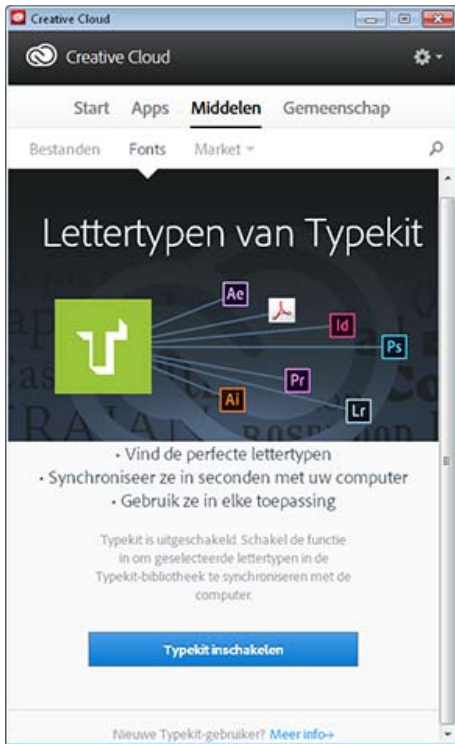 Creative Cloud
Creative Cloud
Start Apps Middelen Gemeenschap
Bestanden Fonts Market
Lettertypen van Typekit
Ae
Id
Ps
Pr
Ai
Lr
• Vind de perfecte lettertypen
• Synchroniseer ze in seconden met uw computer
• Gebruik ze in elke toepassing
Typekit is uitgeschakeld. Schakel de functie
in om geselecteerde lettertypen in de
Typekit-bibliotheek te synchroniseren met de
computer.
Typekit inschakelen
Nieuwe Typekit-gebruiker? Meer info→